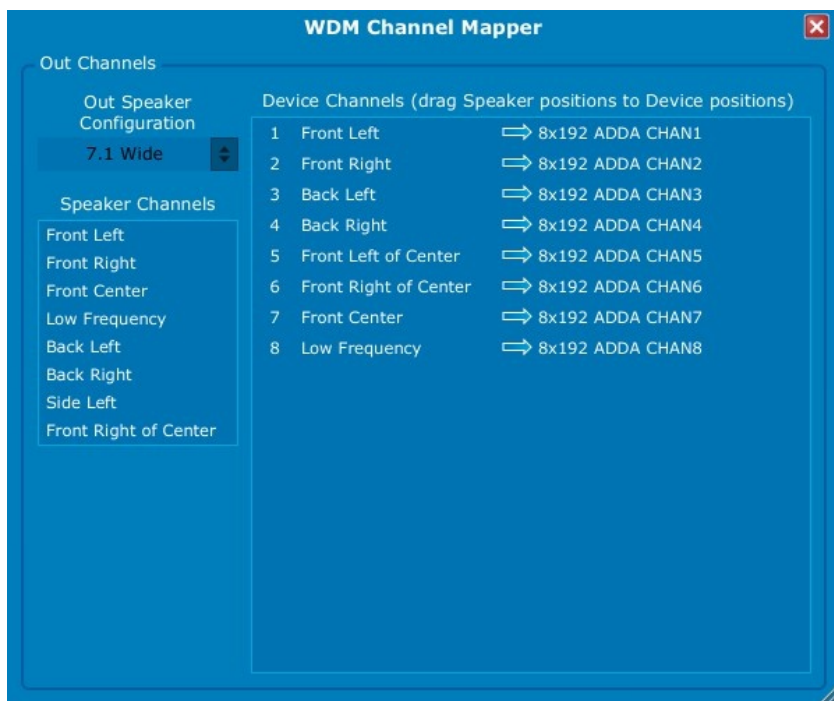 WDM Channel Mapper
Out Channels
Out Speaker
Configuration
7.1 Wide
Speaker Channels
Front Left
Front Right
Front Center
Low Frequency
Back Left
Back Right
Side Left
Front Right of Center
Device Channels (drag Speaker positions to Device positions)
1 Front Left 8x192 ADDA CHAN1
2 Front Right 8x192 ADDA CHAN2
3 Back Left 8x192 ADDA CHAN3
4 Back Right 8x192 ADDA CHAN4
5 Front Left of Center 8x192 ADDA CHAN5
6 Front Right of Center 8x192 ADDA CHAN6
7 Front Center 8x192 ADDA CHAN7
8 Low Frequency 8x192 ADDA CHAN8